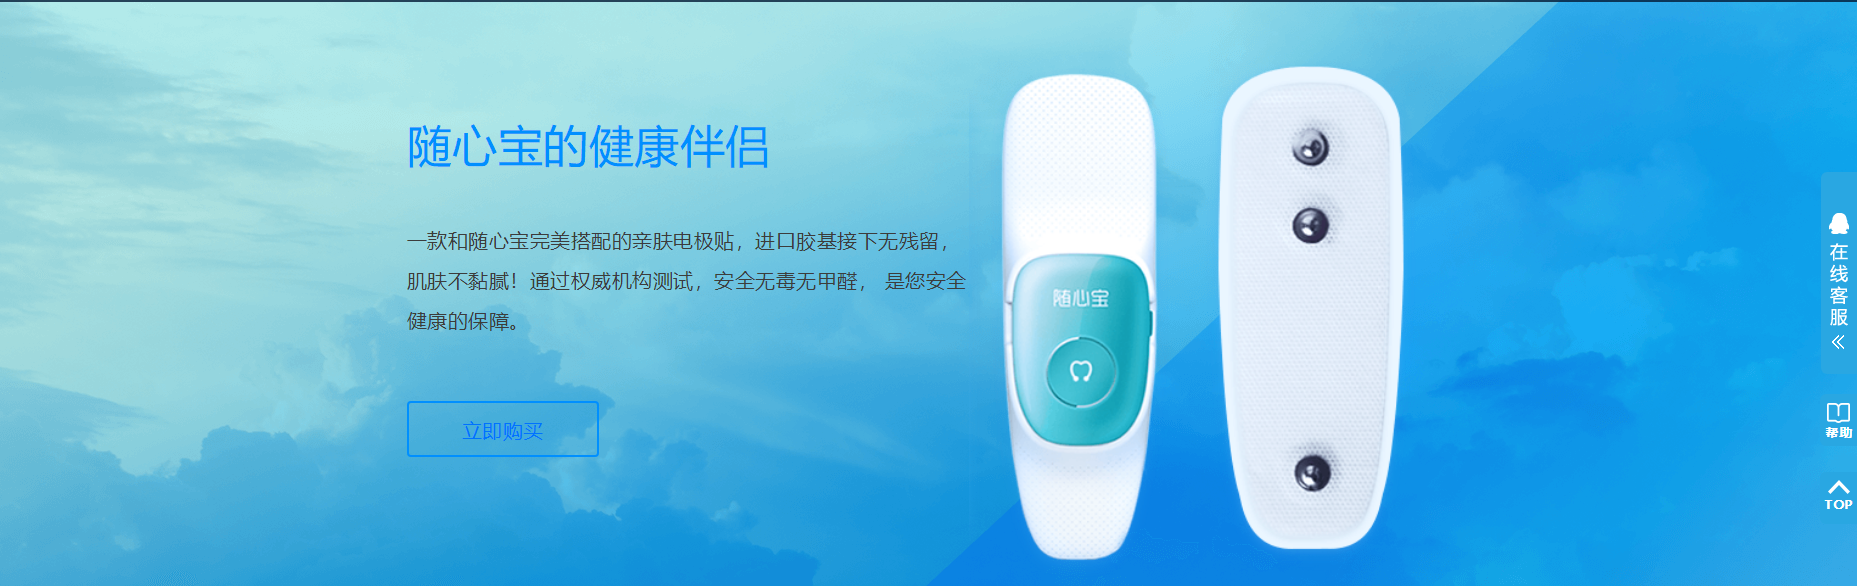 随心宝的健康伴侣
一款和随心宝完美搭配的亲肤电极贴，进口胶基接下无残留，
肌肤不黏腻！通过权威机构测试，安全无毒无甲醛， 是您安全
健康的保障。
立即购买
随心宝
在线客服
帮助
TOP